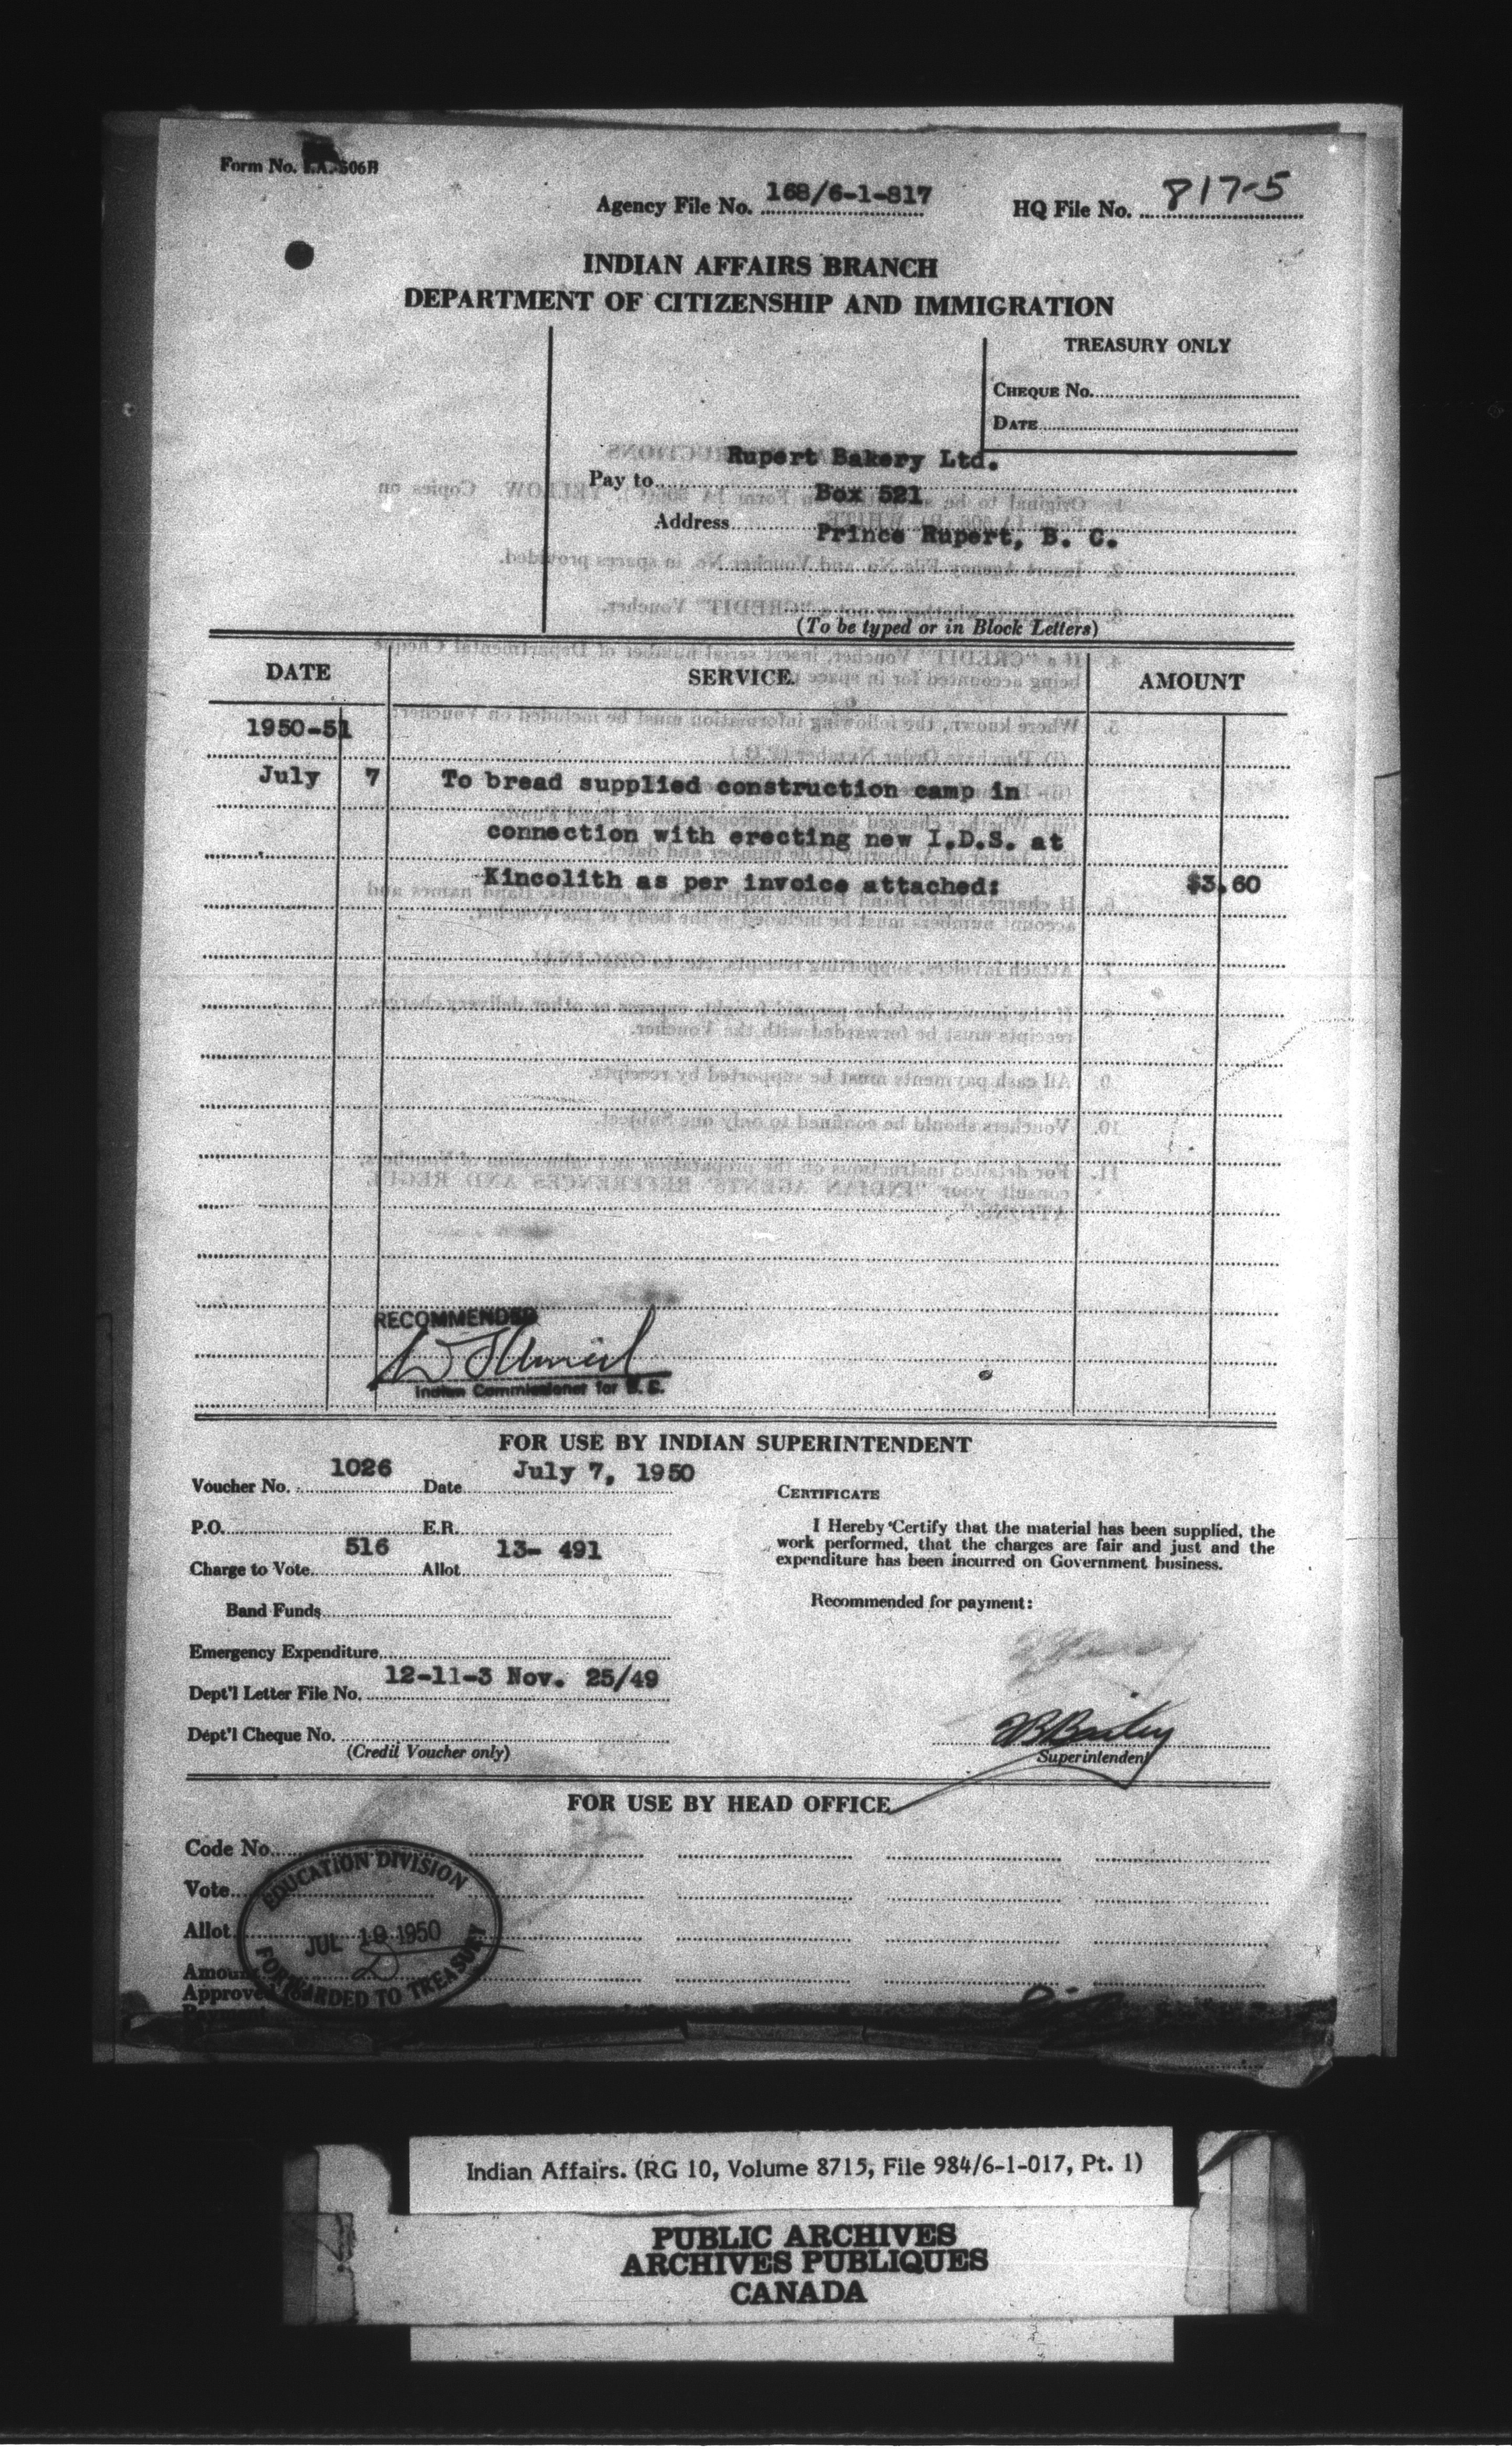 Form No. I.A. 506B
Agency File No. 168/6-1-817
HQ File No. 817-5
INDIAN AFFAIRS BRANCH
DEPARTMENT OF CITIZENSHIP AND IMMIGRATION
TREASURY ONLY
CHEQUE No.
DATE
Pay to Rupert Bakery Ltd.
Box 521
Address
Prince Rupert, B. C.
(To be typed or in Block Letters)
DATE SERVICE AMOUNT
1950-51
July 7 To bread supplied construction camp in
connection with erecting new I.D.S. at
Kincolith as per invoice attached: $3.60
RECOMMENDED
Indian Commissioner for B. C.
FOR USE BY INDIAN SUPERINTENDENT
Voucher No. 1026 Date July 7, 1950
P.O. E.R.
Charge to Vote 516 Allot. 13- 491
Band Funds
Emergency Expenditure
Dept'l Letter File No. 12-11-3 Nov. 25/49
Dept'l Cheque No.
(Credit Voucher only)
CERTIFICATE
I Hereby Certify that the material has been supplied, the
work performed, that the charges are fair and just and the
expenditure has been incurred on Government business.
Recommended for payment:
Superintendent
FOR USE BY HEAD OFFICE
Code No.
Vote
Allot.
Amount
Approved for
EDUCATION DIVISION
JUL 19 1950
FORWARDED TO TREASURY
Indian Affairs. (RG 10, Volume 8715, File 984/6-1-017, Pt. 1)
PUBLIC ARCHIVES
ARCHIVES PUBLIQUES
CANADA